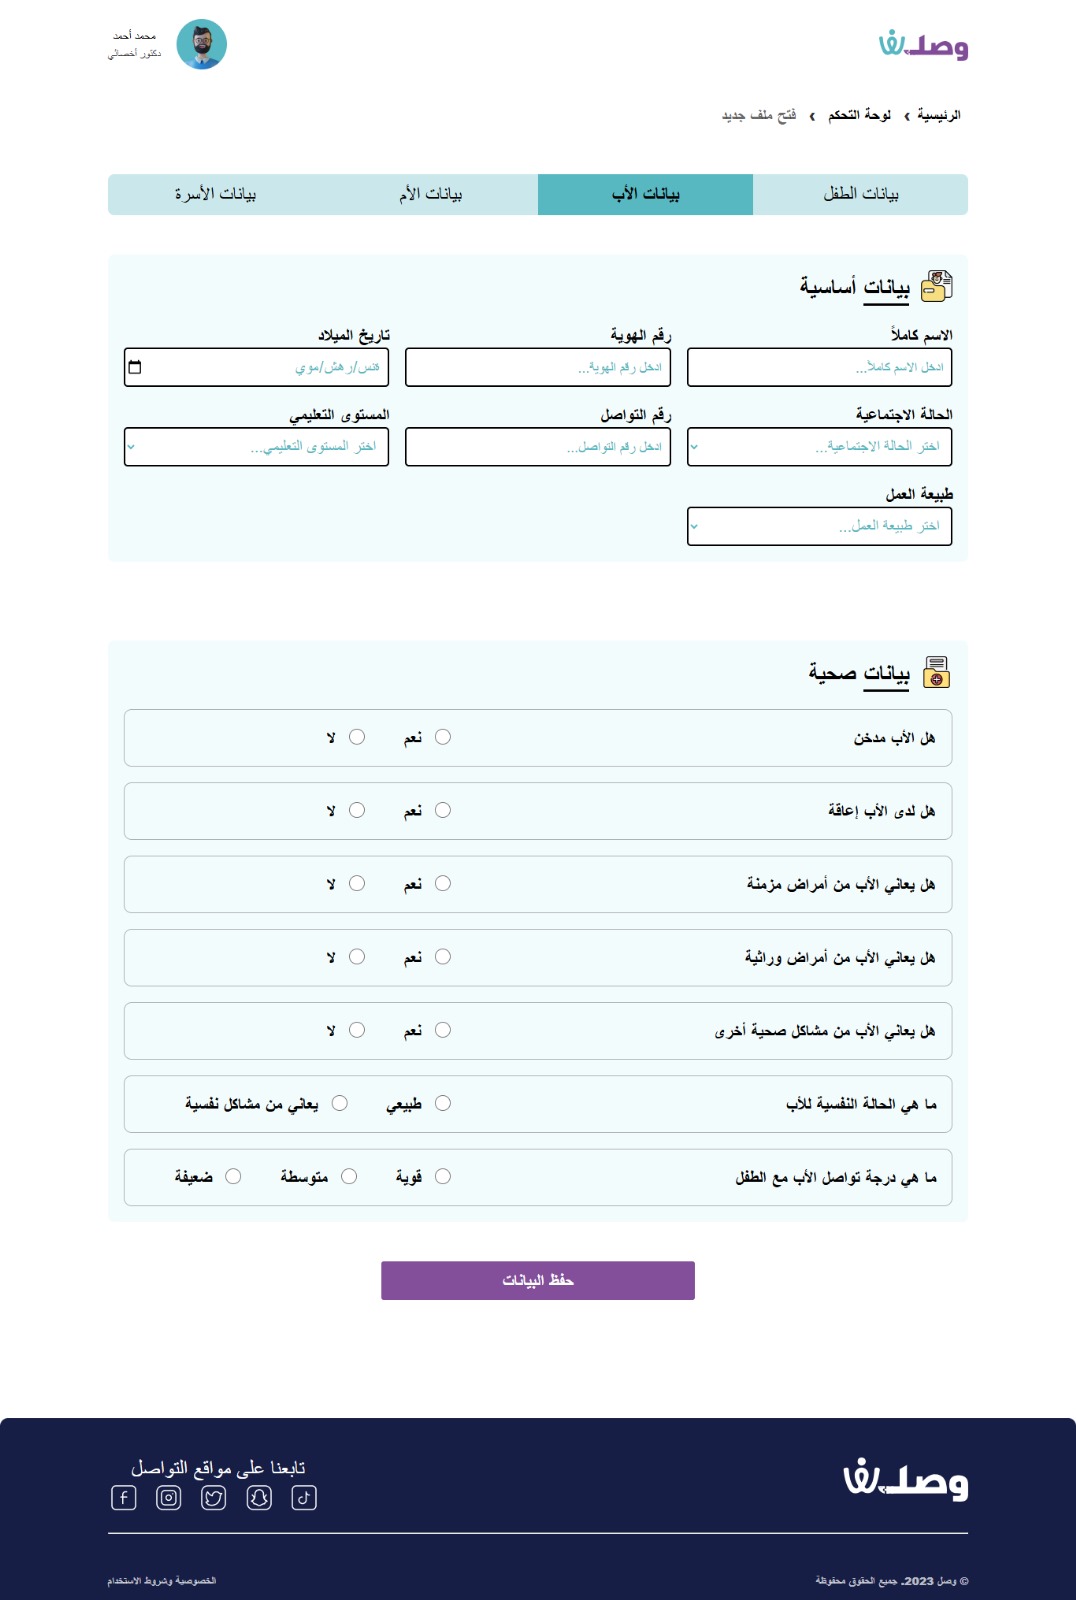 وصل
محمد أحمد
دكتور أخصائي
الرئيسية › لوحة التحكم › فتح ملف جديد
بيانات الطفل
بيانات الأب
بيانات الأم
بيانات الأسرة
بيانات أساسية
الاسم كاملاً
رقم الهوية
تاريخ الميلاد
ادخل الاسم كاملاً...
ادخل رقم الهوية...
الحالة الاجتماعية
رقم التواصل
المستوى التعليمي
اختر الحالة الاجتماعية...
ادخل رقم التواصل...
اختر المستوى التعليمي...
طبيعة العمل
اختر طبيعة العمل...
بيانات صحية
هل الأب مدخن
نعم
لا
هل لدى الأب إعاقة
نعم
لا
هل يعاني الأب من أمراض مزمنة
نعم
لا
هل يعاني الأب من أمراض وراثية
نعم
لا
هل يعاني الأب من مشاكل صحية أخرى
نعم
لا
ما هي الحالة النفسية للأب
طبيعي
يعاني من مشاكل نفسية
ما هي درجة تواصل الأب مع الطفل
قوية
متوسطة
ضعيفة
حفظ البيانات
وصل
تابعنا على مواقع التواصل
© وصل 2023. جميع الحقوق محفوظة
الخصوصية وشروط الاستخدام